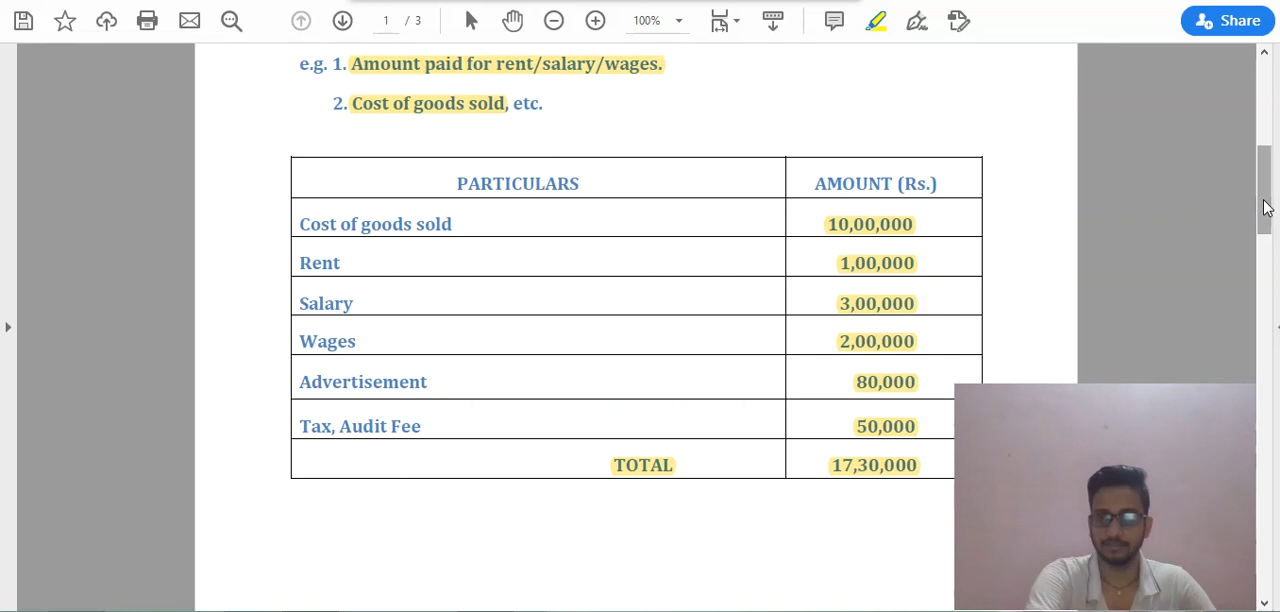 1 / 3
100%
Share
e.g. 1. Amount paid for rent/salary/wages.
2. Cost of goods sold, etc.
PARTICULARS AMOUNT (Rs.)
Cost of goods sold 10,00,000
Rent 1,00,000
Salary 3,00,000
Wages 2,00,000
Advertisement 80,000
Tax, Audit Fee 50,000
TOTAL 17,30,000